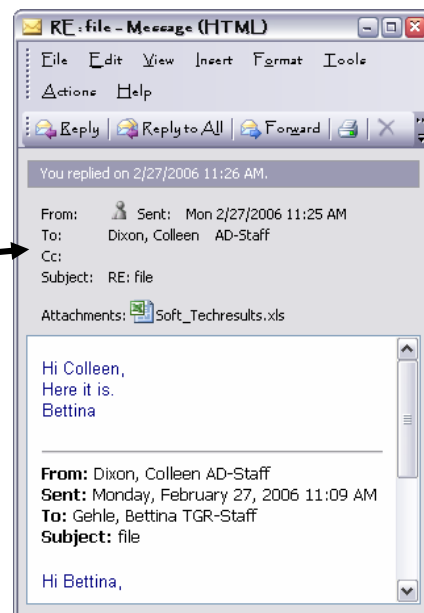 RE: file - Message (HTML)
File Edit View Insert Format Tools
Actions Help
Reply Reply to All Forward
You replied on 2/27/2006 11:26 AM.
From: Sent: Mon 2/27/2006 11:25 AM
To: Dixon, Colleen AD-Staff
Cc:
Subject: RE: file
Attachments: Soft_Techresults.xls
Hi Colleen,
Here it is.
Bettina
From: Dixon, Colleen AD-Staff
Sent: Monday, February 27, 2006 11:09 AM
To: Gehle, Bettina TGR-Staff
Subject: file
Hi Bettina,